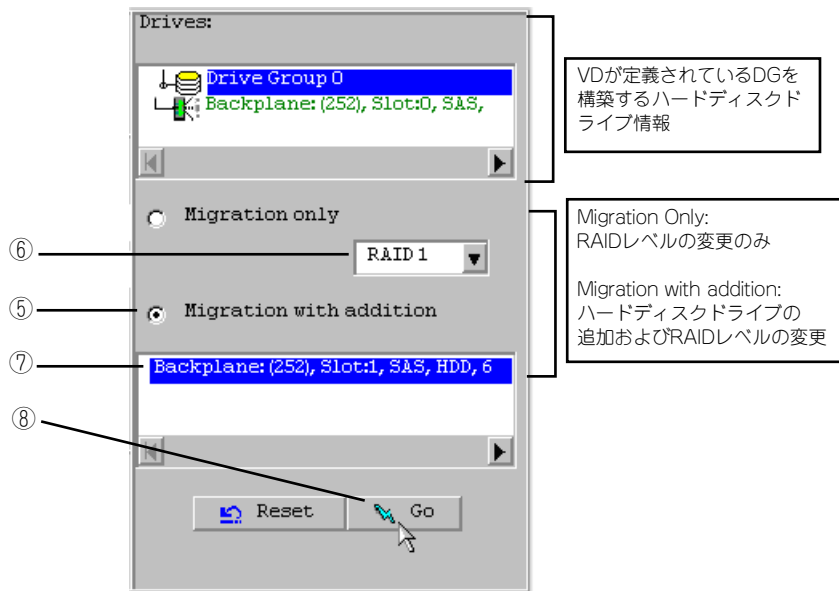 Drives:
Drive Group 0
Backplane: (252), Slot:0, SAS,
VDが定義されているDGを
構築するハードディスクド
ライブ情報
Migration only
Migration Only:
RAIDレベルの変更のみ
⑥
RAID 1
⑤
Migration with addition
Migration with addition:
ハードディスクドライブの
追加およびRAIDレベルの変更
⑦
Backplane: (252), Slot:1, SAS, HDD, 6
⑧
Reset
Go